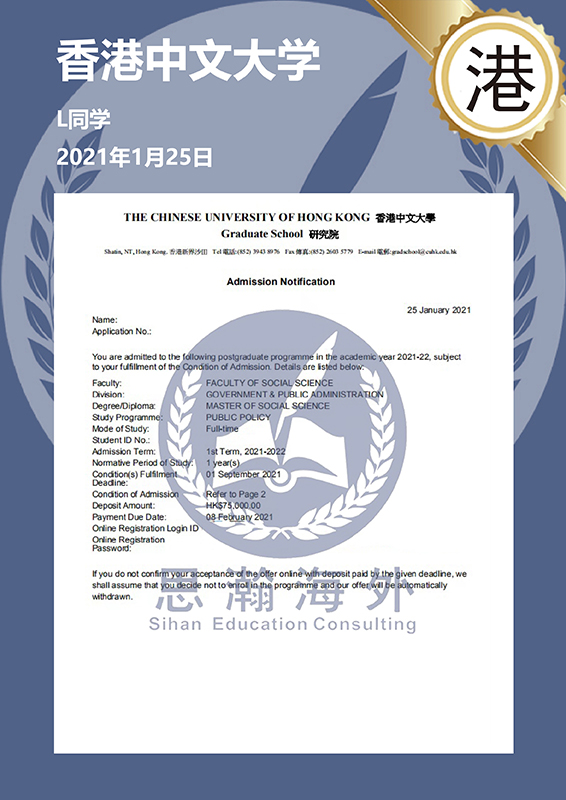 香港中文大学
港
L同学
2021年1月25日
THE CHINESE UNIVERSITY OF HONG KONG 香港中文大學
Graduate School 研究院
Shatin, NT, Hong Kong. 香港新界沙田 Tel 電話:(852) 3943 8976 Fax 傳真:(852) 2603 5779 E-mail 電郵:gradschool@cuhk.edu.hk
Admission Notification
25 January 2021
Name:
Application No.:
You are admitted to the following postgraduate programme in the academic year 2021-22, subject
to your fulfillment of the Condition of Admission. Details are listed below:
Faculty: FACULTY OF SOCIAL SCIENCE
Division: GOVERNMENT & PUBLIC ADMINISTRATION
Degree/Diploma: MASTER OF SOCIAL SCIENCE
Study Programme: PUBLIC POLICY
Mode of Study: Full-time
Student ID No.:
Admission Term: 1st Term, 2021-2022
Normative Period of Study: 1 year(s)
Condition(s) Fulfilment 01 September 2021
Deadline:
Condition of Admission Refer to Page 2
Deposit Amount: HK$75,000.00
Payment Due Date: 08 February 2021
Online Registration Login ID
Online Registration
Password:
If you do not confirm your acceptance of the offer online with deposit paid by the given deadline, we
shall assume that you decide not to enrol in the programme and our offer will be automatically
withdrawn.
思瀚海外
Sihan Education Consulting